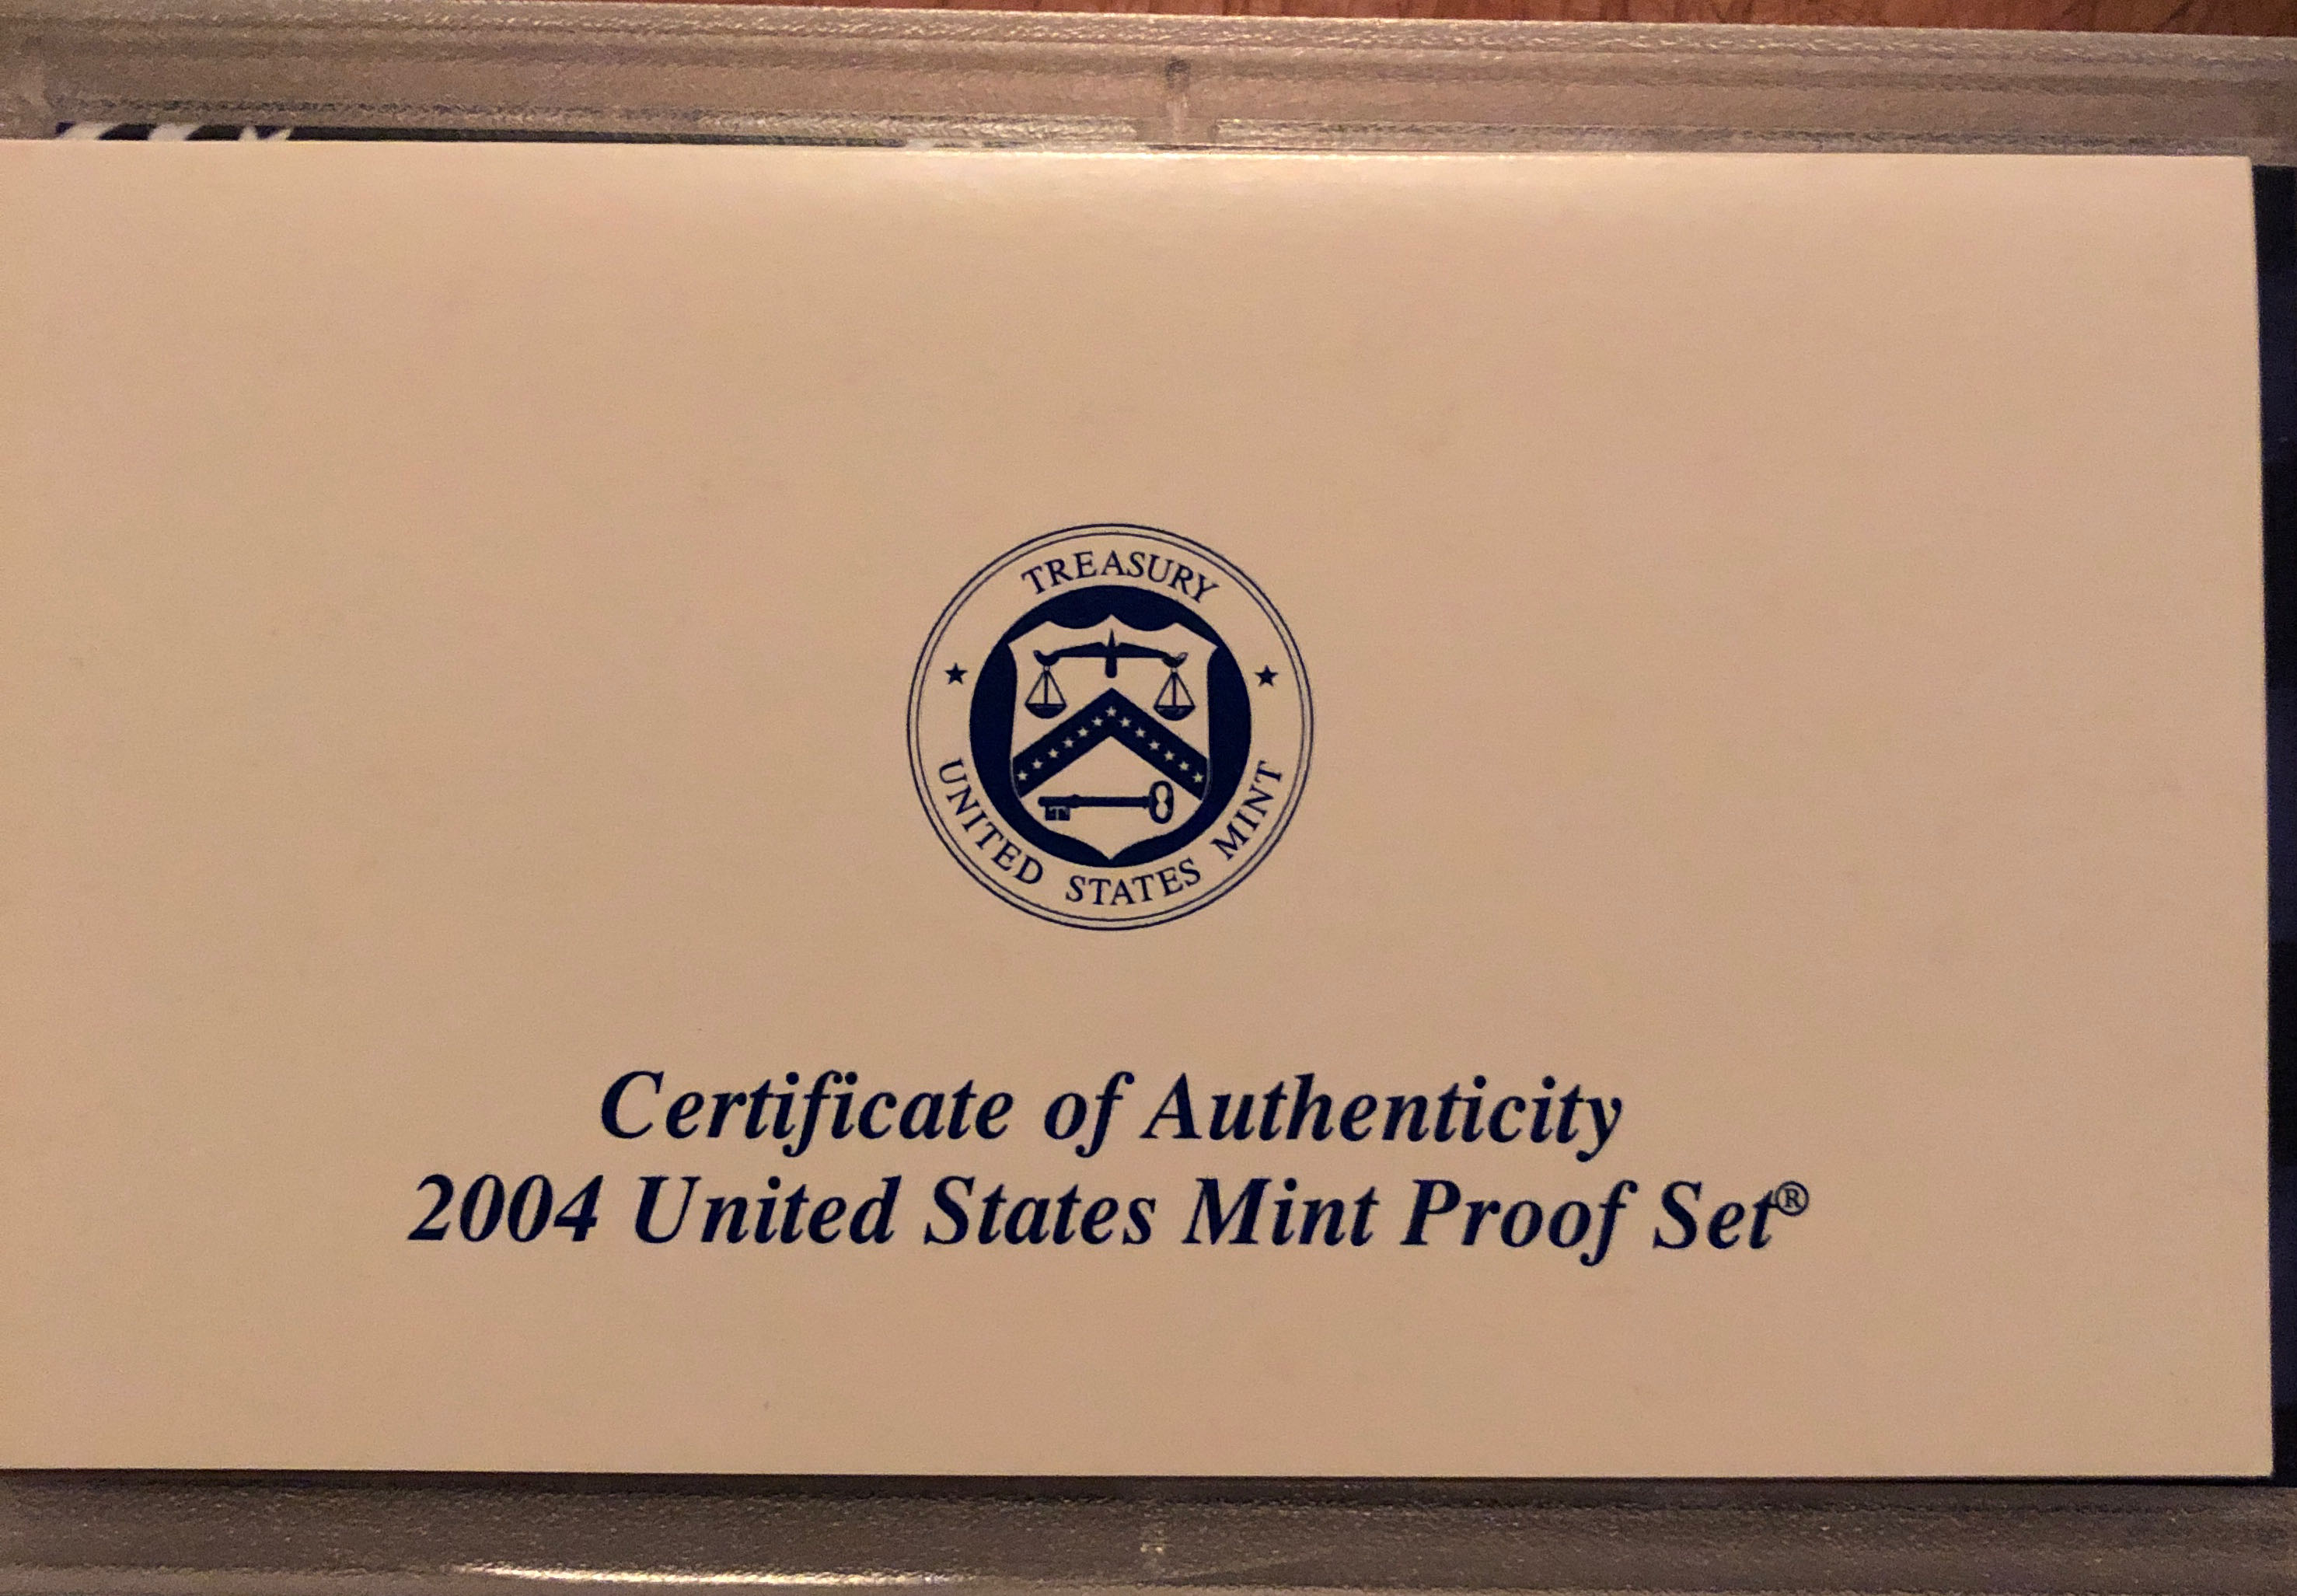 TREASURY
UNITED STATES MINT
Certificate of Authenticity
2004 United States Mint Proof Set®